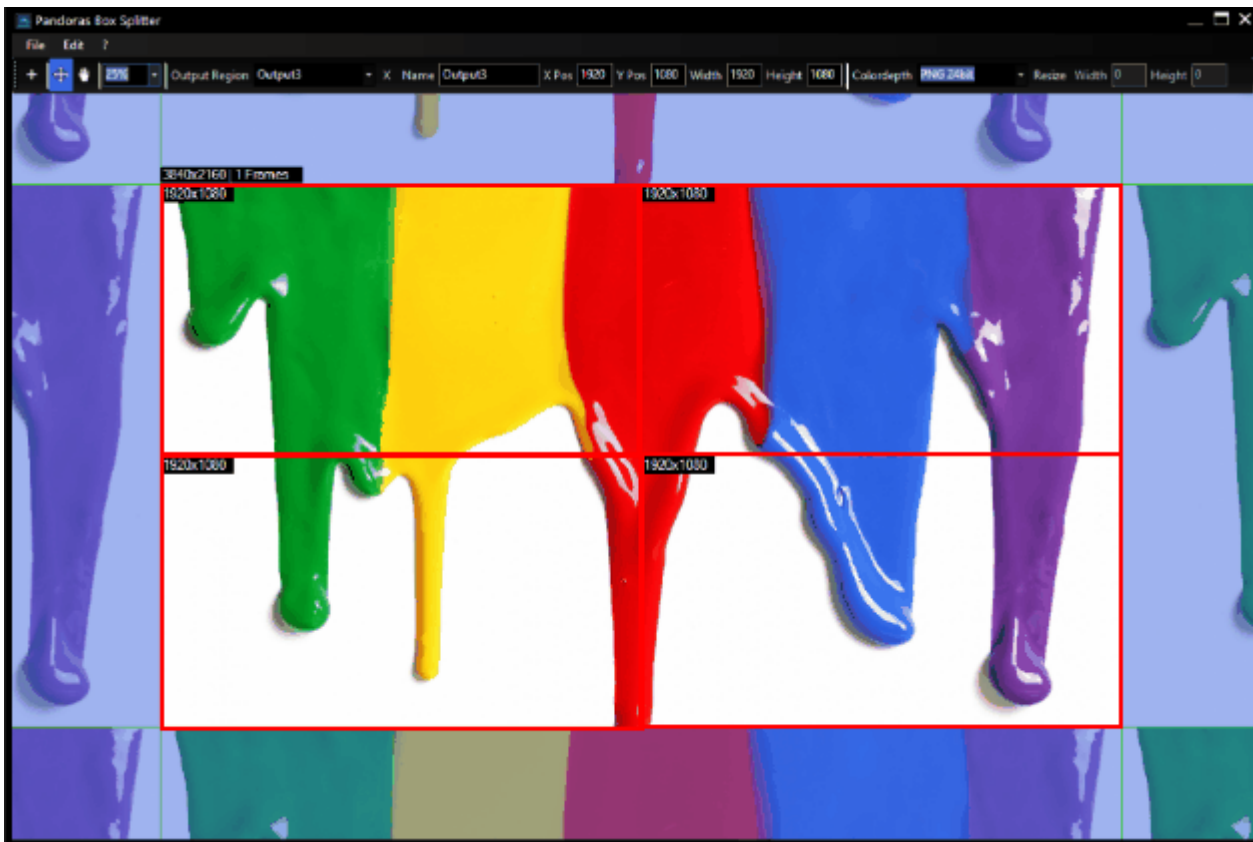 Pandoras Box Splitter
File Edit ?
25% Output Region Output3 X Name Output3 X Pos 1920 Y Pos 1080 Width 1920 Height 1080 Colordepth PNG 24bit Resize Width 0 Height 0
3840x2160 | 1 Frames
1920x1080 1920x1080
1920x1080 1920x1080